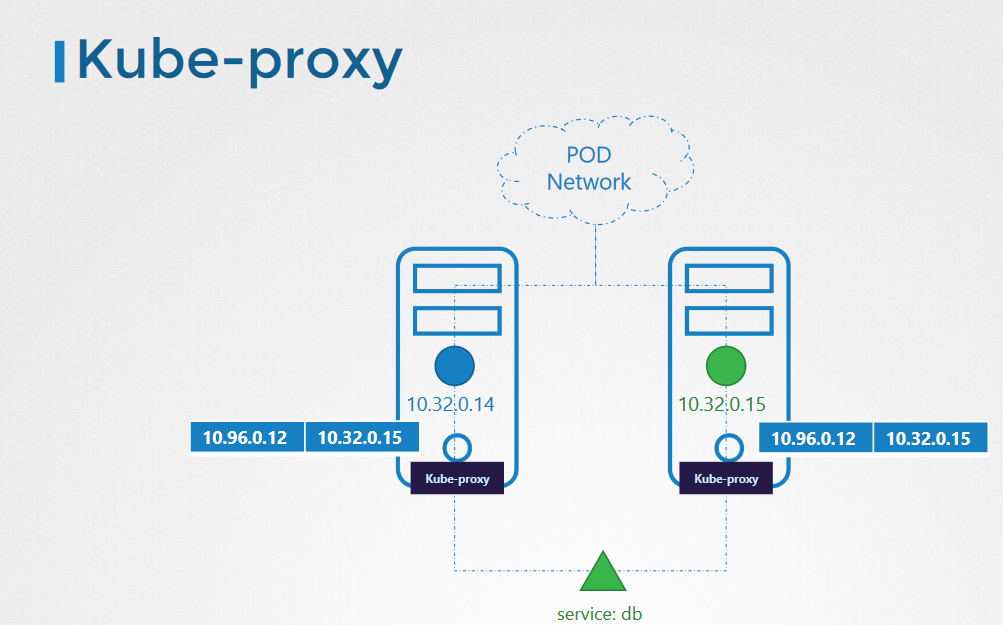 Kube-proxy
POD
Network
10.32.0.14
10.32.0.15
10.96.0.12 10.32.0.15
10.96.0.12 10.32.0.15
Kube-proxy
Kube-proxy
service: db